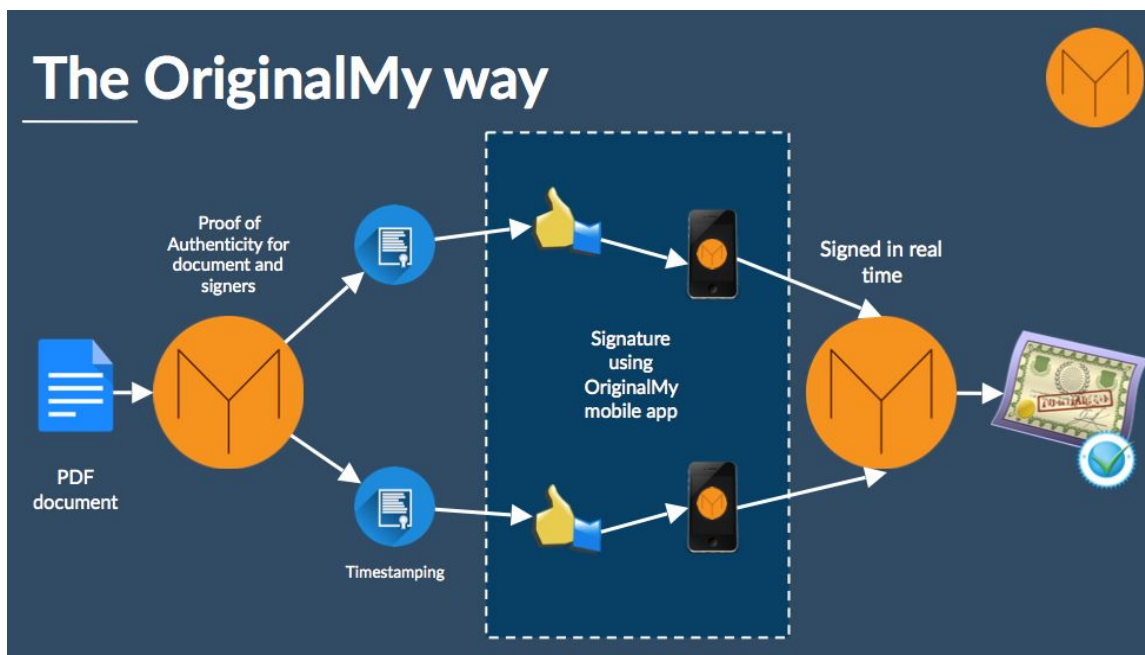 The OriginalMy way
Proof of
Authenticity for
document and
signers
Signed in real
time
Signature
using
OriginalMy
mobile app
PDF
document
Timestamping